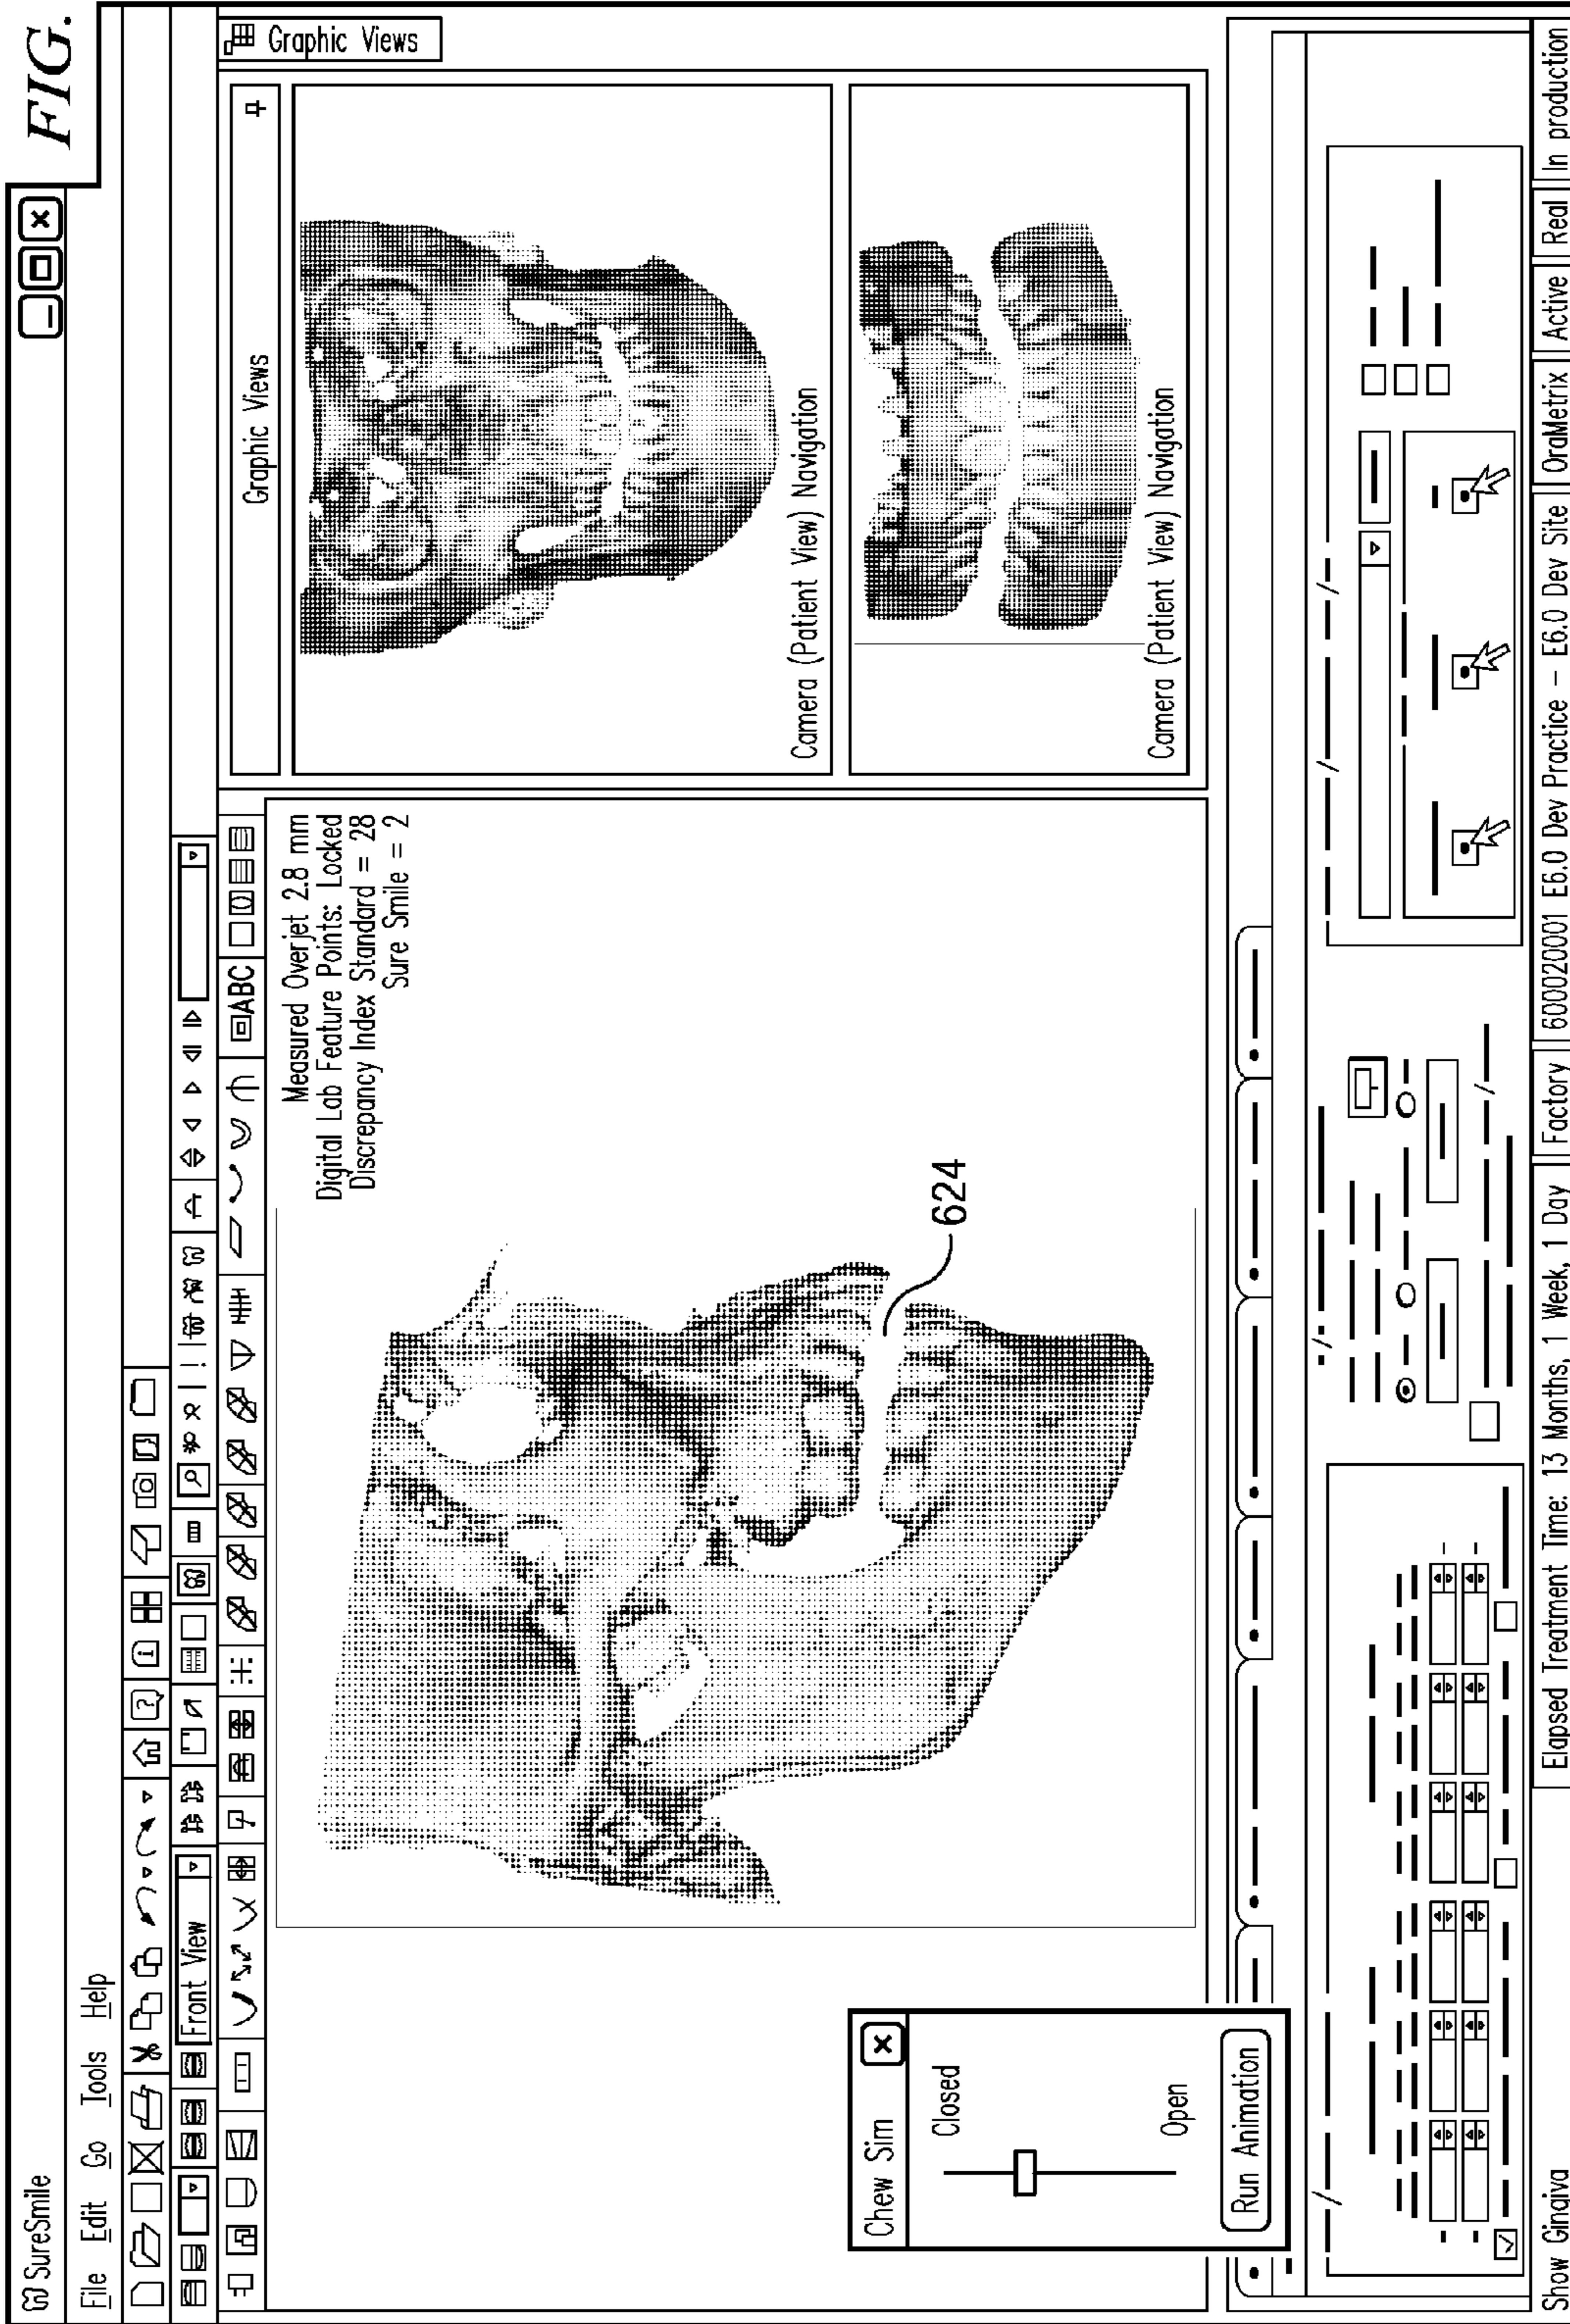 FIG.
SureSmile
File Edit Go Tools Help
Front View
ABC
Graphic Views
Graphic Views
Measured Overjet 2.8 mm
Digital Lab Feature Points: Locked
Discrepancy Index Standard = 28
Sure Smile = 2
624
Camera (Patient View) Navigation
Camera (Patient View) Navigation
Chew Sim
Closed
Open
Run Animation
Show Gingiva
Elapsed Treatment Time: 13 Months, 1 Week, 1 Day
Factory
600020001 E6.0 Dev Practice - E6.0 Dev Site
OraMetrix
Active
Real
In production